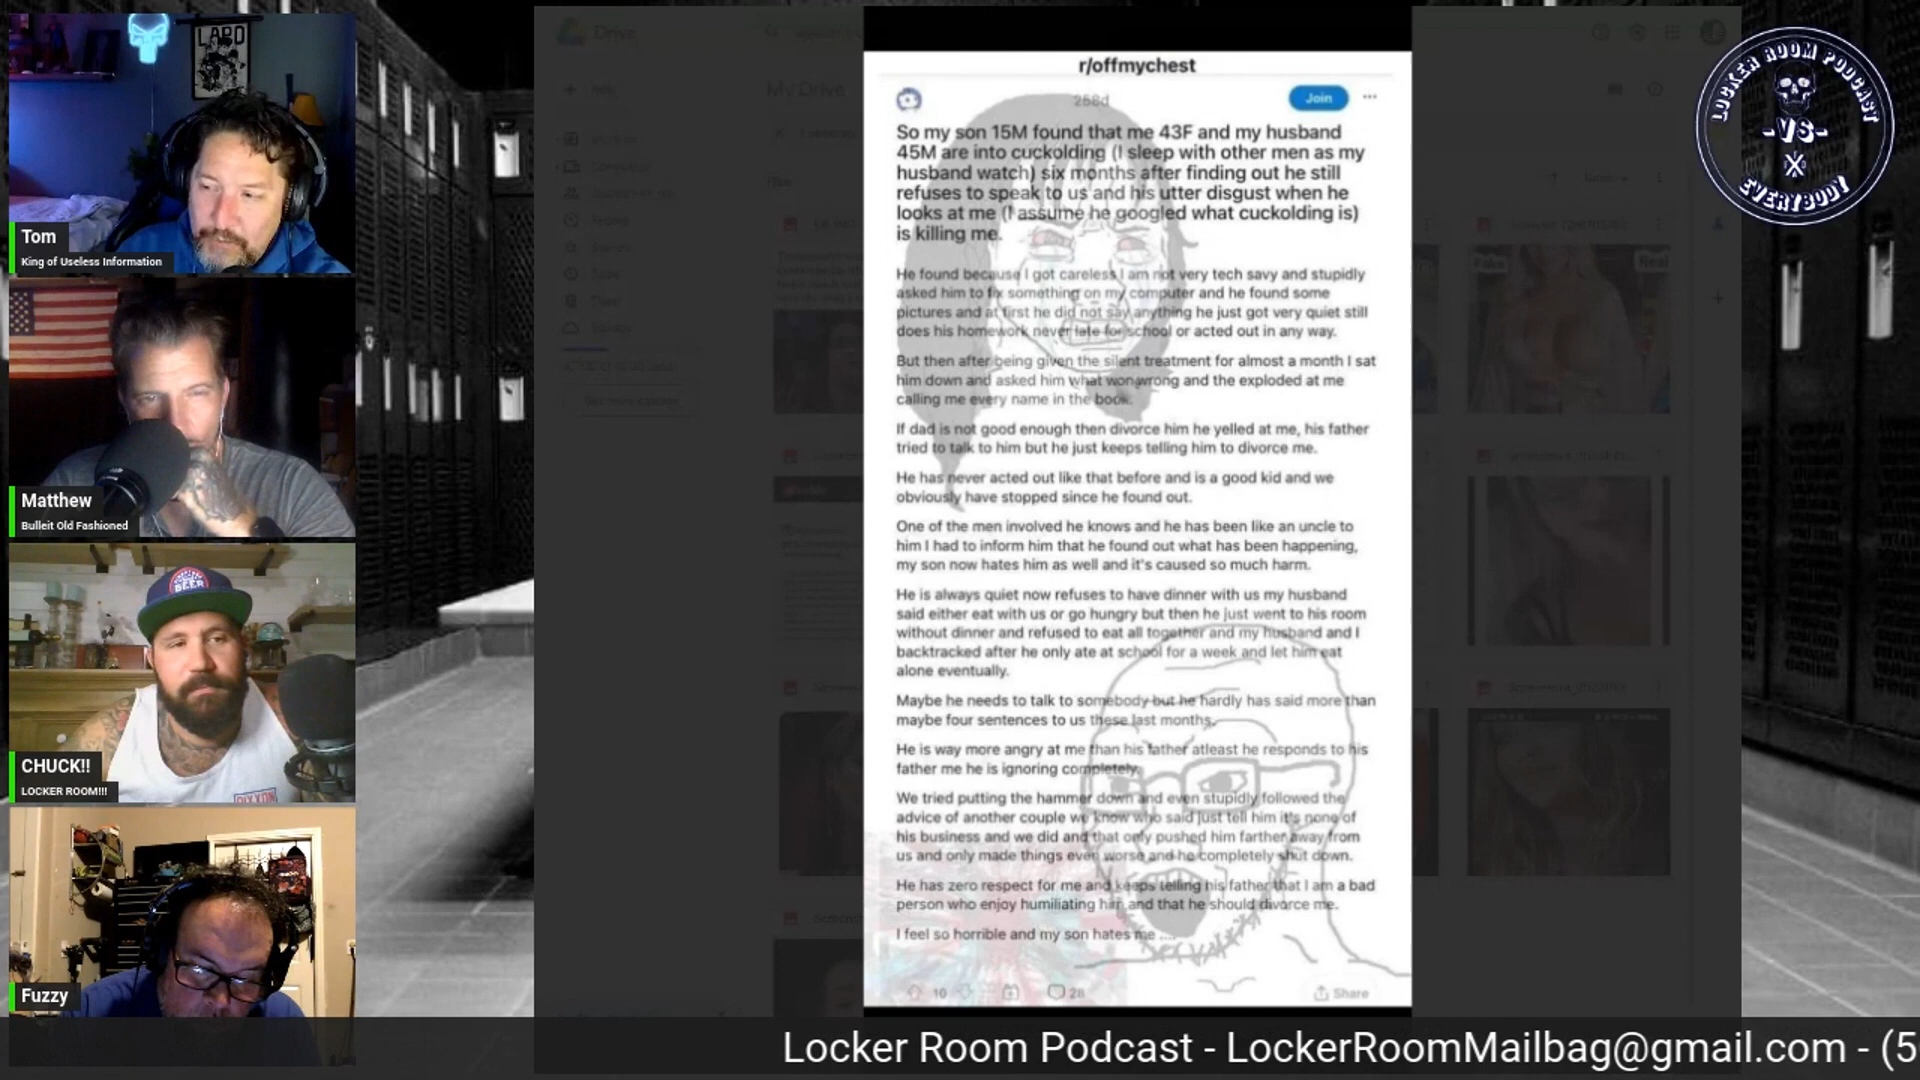 LAPD
Tom
King of Useless Information
Matthew
Bulleit Old Fashioned
BEER
CHUCK!!
LOCKER ROOM!!!
Fuzzy
Drive
My Drive
r/offmychest
268d
Join
So my son 15M found that me 43F and my husband
45M are into cuckolding (I sleep with other men as my
husband watch) six months after finding out he still
refuses to speak to us and his utter disgust when he
looks at me (I assume he googled what cuckolding is)
is killing me.
He found because I got careless I am not very tech savy and stupidly
asked him to fix something on my computer and he found some
pictures and at first he did not say anything he just got very quiet still
does his homework never late for school or acted out in any way.
But then after being given the silent treatment for almost a month I sat
him down and asked him what won wrong and the exploded at me
calling me every name in the book.
If dad is not good enough then divorce him he yelled at me, his father
tried to talk to him but he just keeps telling him to divorce me.
He has never acted out like that before and is a good kid and we
obviously have stopped since he found out.
One of the men involved he knows and he has been like an uncle to
him I had to inform him that he found out what has been happening,
my son now hates him as well and it's caused so much harm.
He is always quiet now refuses to have dinner with us my husband
said either eat with us or go hungry but then he just went to his room
without dinner and refused to eat all together and my husband and I
backtracked after he only ate at school for a week and let him eat
alone eventually.
Maybe he needs to talk to somebody but he hardly has said more than
maybe four sentences to us these last months.
He is way more angry at me than his father atleast he responds to his
father me he is ignoring completely.
We tried putting the hammer down and even stupidly followed the
advice of another couple we know who said just tell him it's none of
his business and we did and that only pushed him farther away from
us and only made things even worse and he completely shut down.
He has zero respect for me and keeps telling his father that I am a bad
person who enjoy humiliating him and that he should divorce me.
I feel so horrible and my son hates me ....
10
28
Share
Fake
Real
LOCKER ROOM PODCAST
-VS-
EVERYBODY
Locker Room Podcast - LockerRoomMailbag@gmail.com - (5